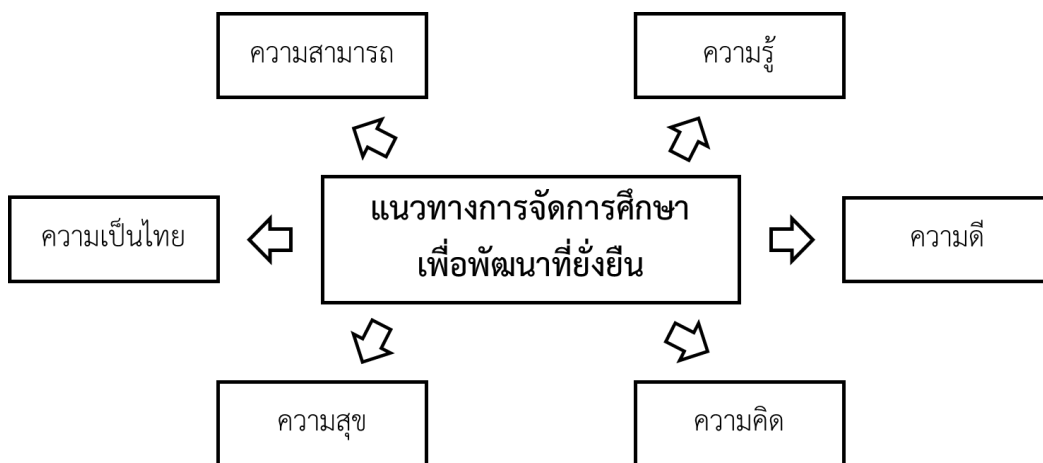 ความสามารถ
ความรู้
แนวทางการจัดการศึกษา
เพื่อพัฒนาที่ยั่งยืน
ความเป็นไทย
ความดี
ความสุข
ความคิด